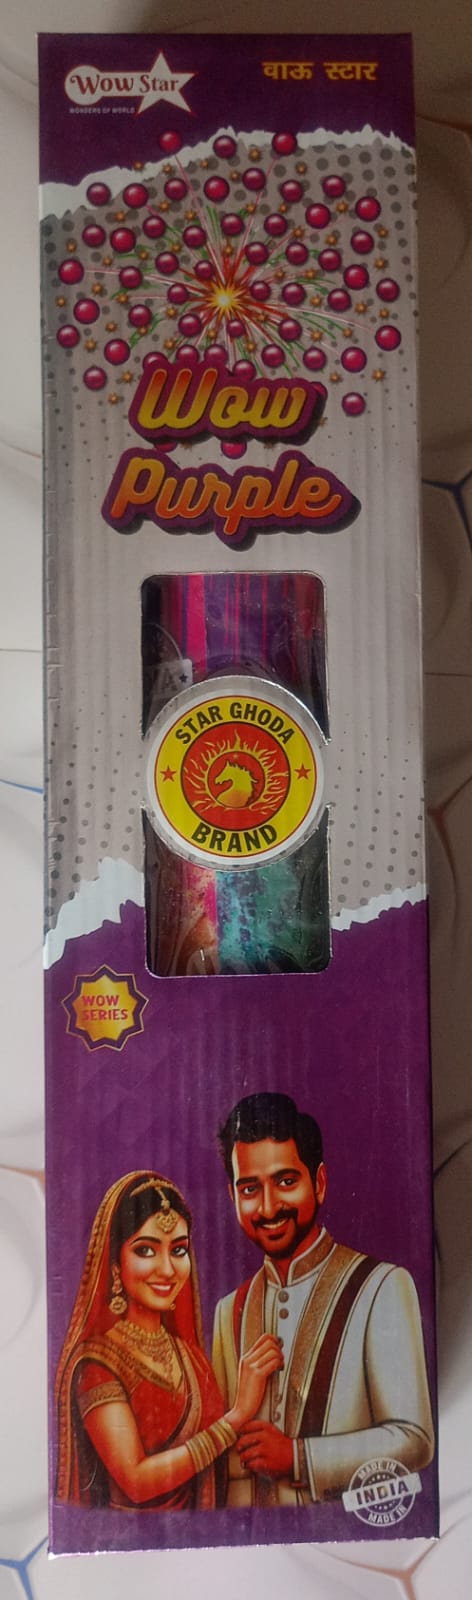 Wow Star
WONDERS OF WORLD
वाऊ स्टार
Wow
Purple
STAR GHODA
BRAND
WOW
SERIES
MADE IN
INDIA
MADE IN